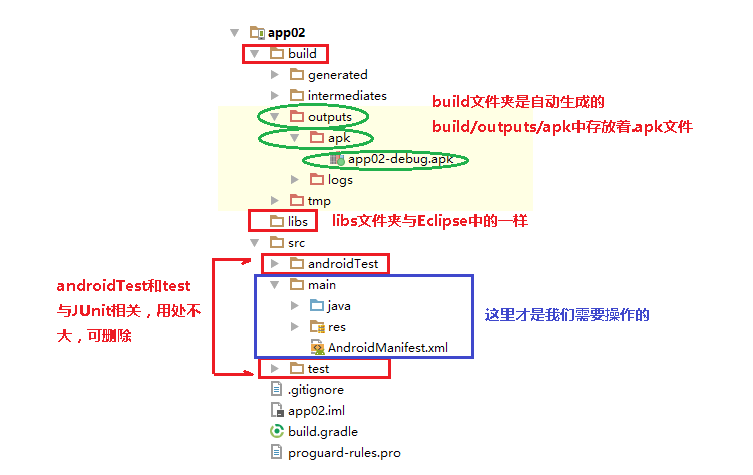 app02
build
generated
intermediates
outputs
apk
app02-debug.apk
logs
tmp
libs
src
androidTest
main
java
res
AndroidManifest.xml
test
.gitignore
app02.iml
build.gradle
proguard-rules.pro
build文件夹是自动生成的
build/outputs/apk中存放着.apk文件
libs文件夹与Eclipse中的一样
androidTest和test
与JUnit相关，用处不
大，可删除
这里才是我们需要操作的